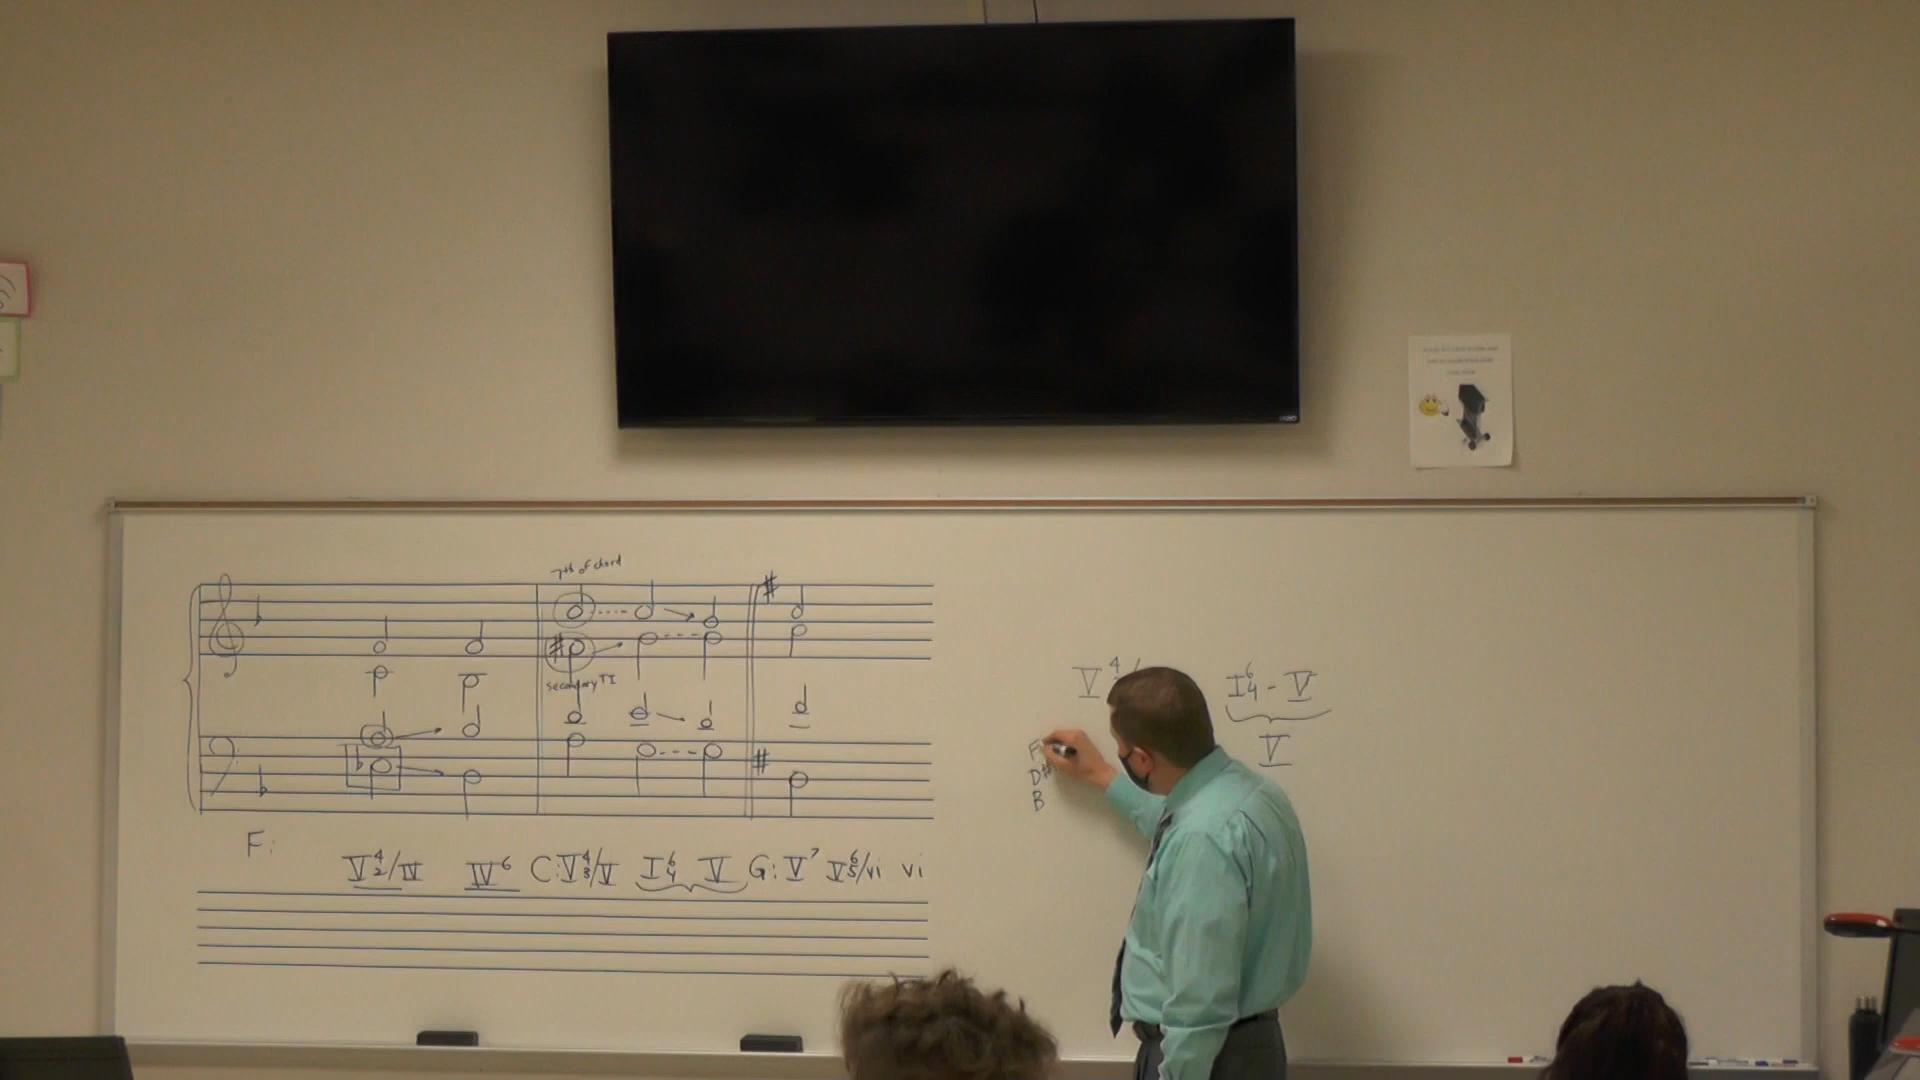 7th of chord
secondary TI
F: V4/2/IV IV6 C: V4/3/V I6/4 V G: V7 V6/5/vi vi
V4/
I6/4 - V
V
F
D#
B